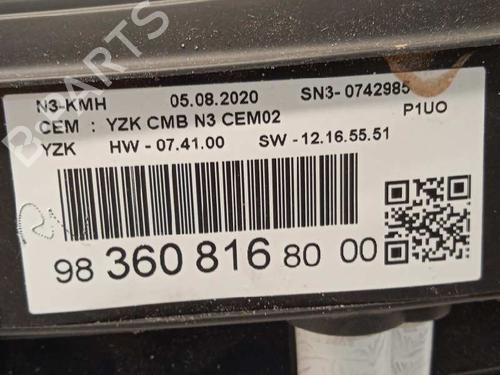 N3-KMH 05.08.2020 SN3- 0742985
CEM : YZK CMB N3 CEM02 P1UO
YZK HW - 07.41.00 SW - 12.16.55.51
98 360 816 80 00
B-PARTS